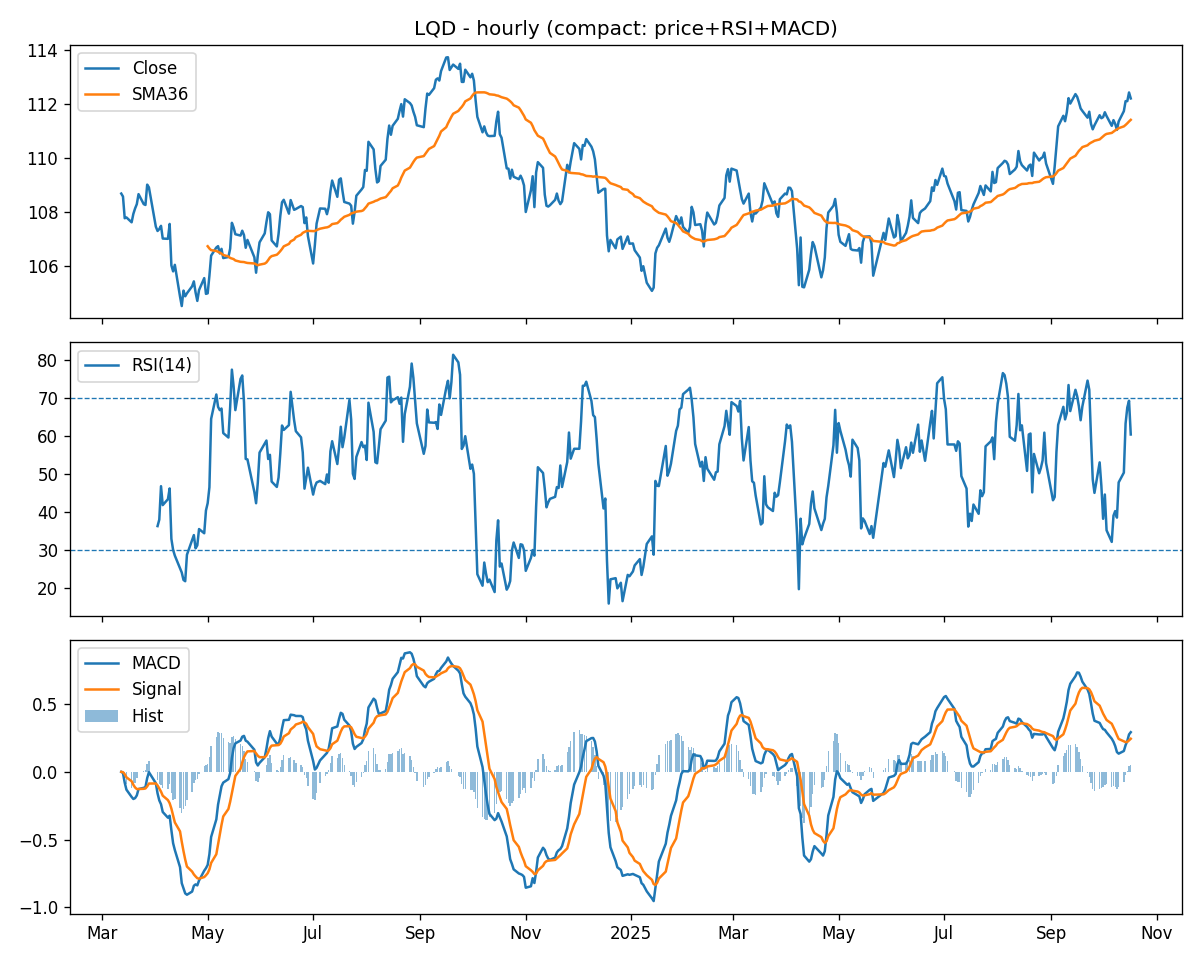 LQD - hourly (compact: price+RSI+MACD)
114
112
110
108
106
Close
SMA36
80
70
60
50
40
30
20
RSI(14)
0.5
0.0
−0.5
−1.0
MACD
Signal
Hist
Mar May Jul Sep Nov 2025 Mar May Jul Sep Nov